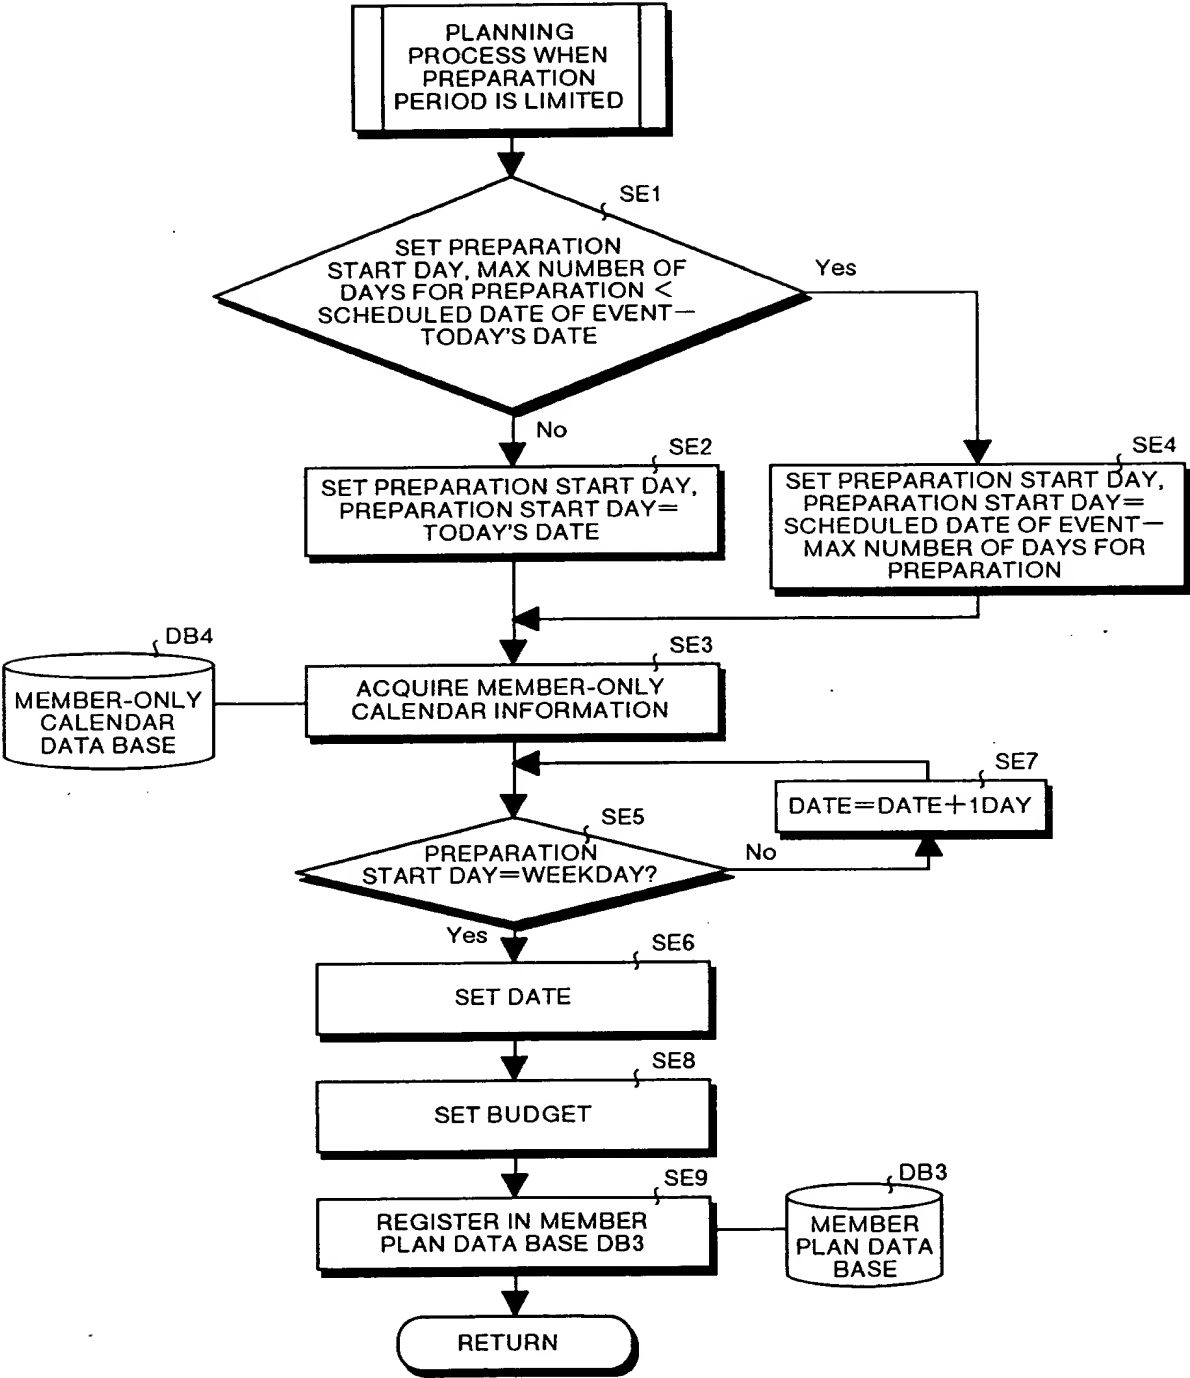 PLANNING
PROCESS WHEN
PREPARATION
PERIOD IS LIMITED
SE1
SET PREPARATION
START DAY, MAX NUMBER OF
DAYS FOR PREPARATION <
SCHEDULED DATE OF EVENT—
TODAY'S DATE
Yes
No
SE2
SET PREPARATION START DAY,
PREPARATION START DAY=
TODAY'S DATE
SE4
SET PREPARATION START DAY,
PREPARATION START DAY=
SCHEDULED DATE OF EVENT—
MAX NUMBER OF DAYS FOR
PREPARATION
DB4
MEMBER-ONLY
CALENDAR
DATA BASE
SE3
ACQUIRE MEMBER-ONLY
CALENDAR INFORMATION
SE7
DATE=DATE+1DAY
SE5
PREPARATION
START DAY=WEEKDAY?
No
Yes
SE6
SET DATE
SE8
SET BUDGET
SE9
REGISTER IN MEMBER
PLAN DATA BASE DB3
DB3
MEMBER
PLAN DATA
BASE
RETURN